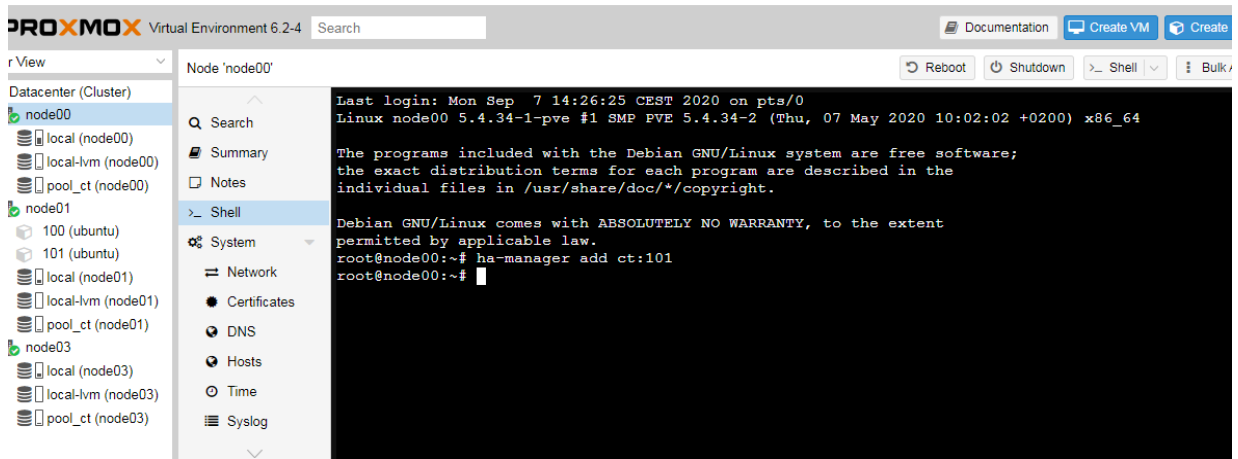 PROXMOX Virtual Environment 6.2-4 Search Documentation Create VM Create
r View
Node 'node00' Reboot Shutdown >_ Shell Bulk
Datacenter (Cluster)
node00
local (node00)
local-lvm (node00)
pool_ct (node00)
node01
100 (ubuntu)
101 (ubuntu)
local (node01)
local-lvm (node01)
pool_ct (node01)
node03
local (node03)
local-lvm (node03)
pool_ct (node03)
Search
Summary
Notes
>_ Shell
System
Network
Certificates
DNS
Hosts
Time
Syslog
Last login: Mon Sep  7 14:26:25 CEST 2020 on pts/0
Linux node00 5.4.34-1-pve #1 SMP PVE 5.4.34-2 (Thu, 07 May 2020 10:02:02 +0200) x86_64
The programs included with the Debian GNU/Linux system are free software;
the exact distribution terms for each program are described in the
individual files in /usr/share/doc/*/copyright.
Debian GNU/Linux comes with ABSOLUTELY NO WARRANTY, to the extent
permitted by applicable law.
root@node00:~# ha-manager add ct:101
root@node00:~#